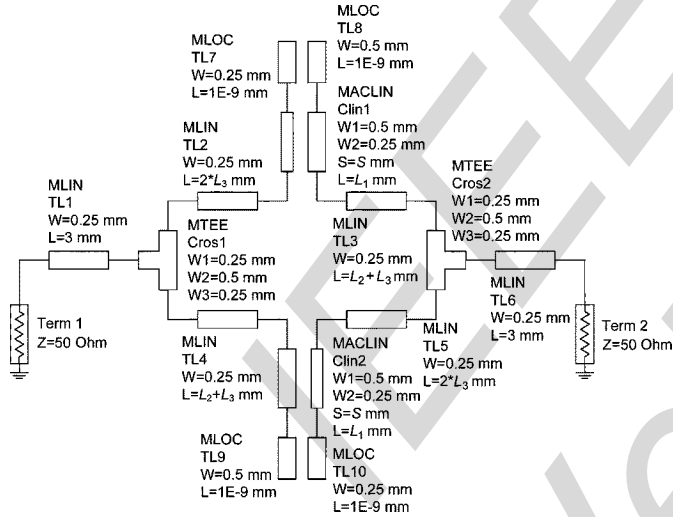 MLOC
TL7
W=0.25 mm
L=1E-9 mm
MLOC
TL8
W=0.5 mm
L=1E-9 mm
MLIN
TL2
W=0.25 mm
L=2*L3 mm
MACLIN
Clin1
W1=0.5 mm
W2=0.25 mm
S=S mm
L=L1 mm
MLIN
TL1
W=0.25 mm
L=3 mm
MTEE
Cros1
W1=0.25 mm
W2=0.5 mm
W3=0.25 mm
MLIN
TL3
W=0.25 mm
L=L2+L3 mm
MTEE
Cros2
W1=0.25 mm
W2=0.5 mm
W3=0.25 mm
Term 1
Z=50 Ohm
MLIN
TL6
W=0.25 mm
L=3 mm
Term 2
Z=50 Ohm
MLIN
TL4
W=0.25 mm
L=L2+L3 mm
MACLIN
Clin2
W1=0.5 mm
W2=0.25 mm
S=S mm
L=L1 mm
MLIN
TL5
W=0.25 mm
L=2*L3 mm
MLOC
TL9
W=0.5 mm
L=1E-9 mm
MLOC
TL10
W=0.25 mm
L=1E-9 mm